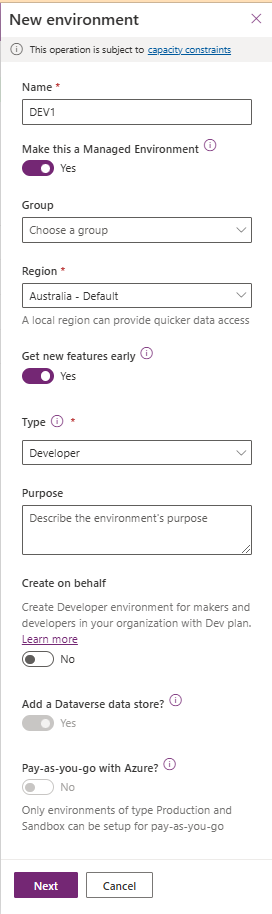 New environment
This operation is subject to capacity constraints
Name *
DEV1
Make this a Managed Environment
Yes
Group
Choose a group
Region *
Australia - Default
A local region can provide quicker data access
Get new features early
Yes
Type *
Developer
Purpose
Describe the environment's purpose
Create on behalf
Create Developer environment for makers and
developers in your organization with Dev plan.
Learn more
No
Add a Dataverse data store?
Yes
Pay-as-you-go with Azure?
No
Only environments of type Production and
Sandbox can be setup for pay-as-you-go
Next Cancel